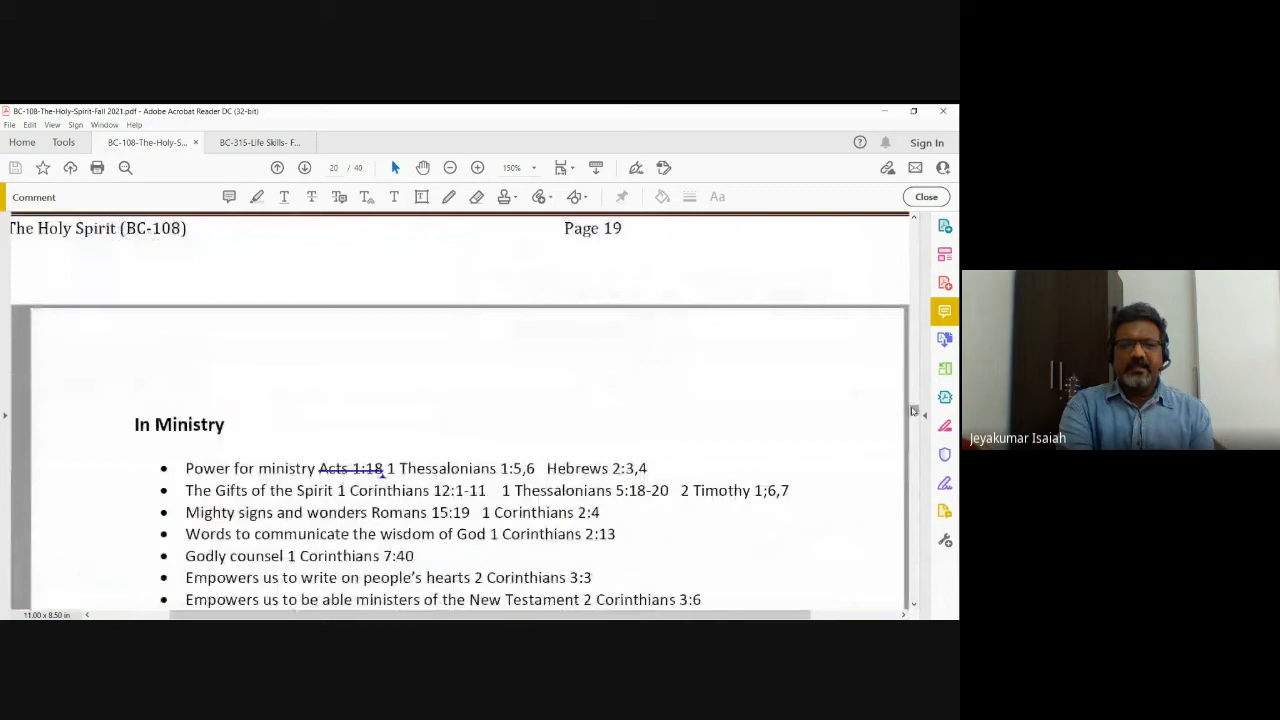 BC-108-The-Holy-Spirit-Fall 2021.pdf - Adobe Acrobat Reader DC (32-bit)
File Edit View Sign Window Help
Home Tools BC-108-The-Holy-S... × BC-315-Life Skills- F... Sign In
20 / 40 150%
Comment Close
The Holy Spirit (BC-108) Page 19
In Ministry
• Power for ministry Acts 1:18 1 Thessalonians 1:5,6 Hebrews 2:3,4
• The Gifts of the Spirit 1 Corinthians 12:1-11 1 Thessalonians 5:18-20 2 Timothy 1;6,7
• Mighty signs and wonders Romans 15:19 1 Corinthians 2:4
• Words to communicate the wisdom of God 1 Corinthians 2:13
• Godly counsel 1 Corinthians 7:40
• Empowers us to write on people's hearts 2 Corinthians 3:3
• Empowers us to be able ministers of the New Testament 2 Corinthians 3:6
11.00 x 8.50 in
Jeyakumar Isaiah